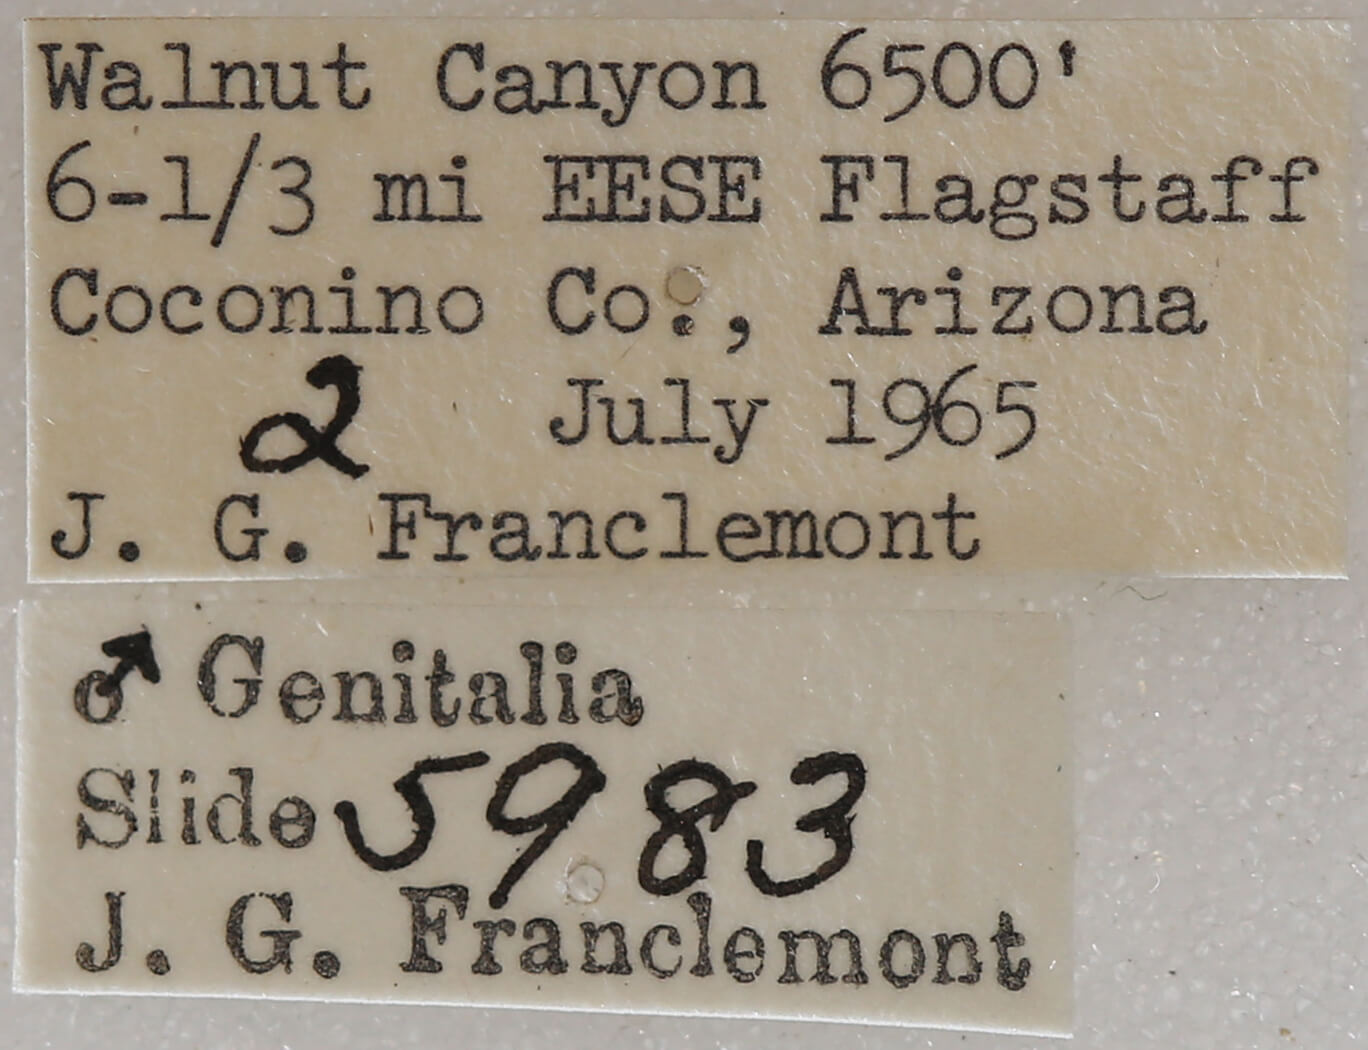 Walnut Canyon 6500'
6-1/3 mi EESE Flagstaff
Coconino Co., Arizona
2 July 1965
J. G. Franclemont
♂ Genitalia
Slide 5983
J. G. Franclemont